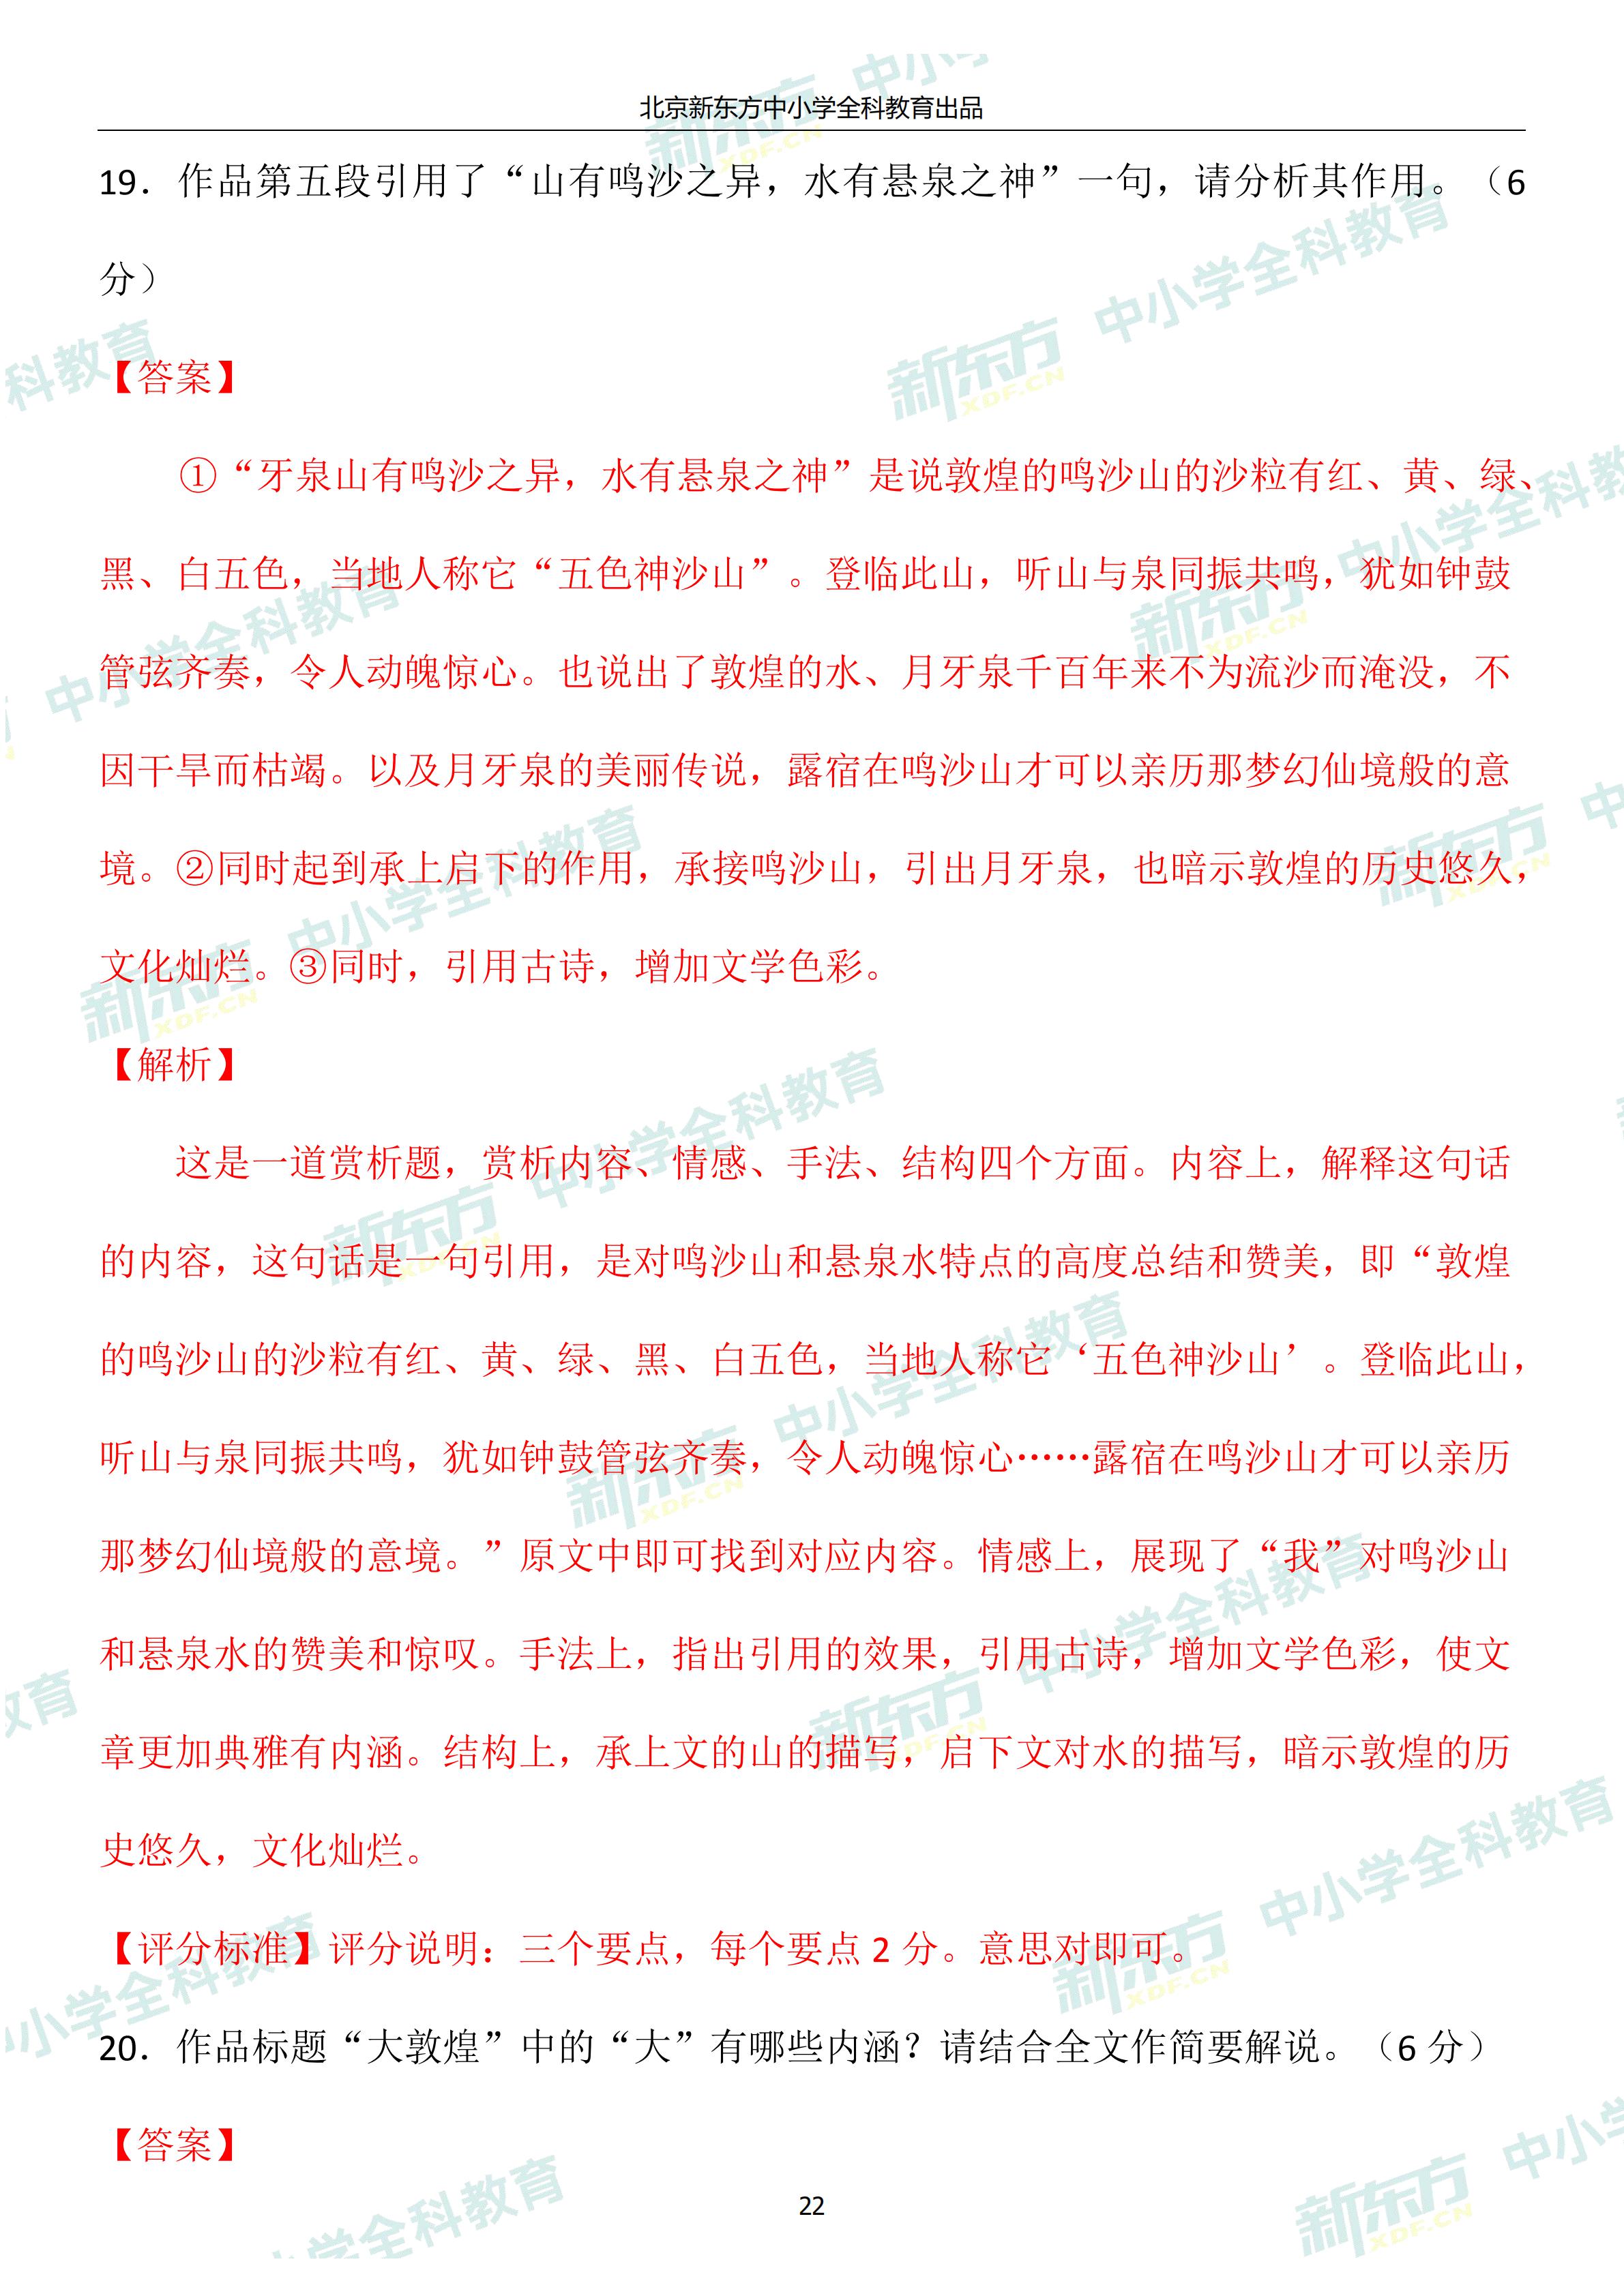 北京新东方中小学全科教育出品
19．作品第五段引用了“山有鸣沙之异，水有悬泉之神”一句，请分析其作用。（6
分）
【答案】
①“牙泉山有鸣沙之异，水有悬泉之神”是说敦煌的鸣沙山的沙粒有红、黄、绿、
黑、白五色，当地人称它“五色神沙山”。登临此山，听山与泉同振共鸣，犹如钟鼓
管弦齐奏，令人动魄惊心。也说出了敦煌的水、月牙泉千百年来不为流沙而淹没，不
因干旱而枯竭。以及月牙泉的美丽传说，露宿在鸣沙山才可以亲历那梦幻仙境般的意
境。②同时起到承上启下的作用，承接鸣沙山，引出月牙泉，也暗示敦煌的历史悠久，
文化灿烂。③同时，引用古诗，增加文学色彩。
【解析】
这是一道赏析题，赏析内容、情感、手法、结构四个方面。内容上，解释这句话
的内容，这句话是一句引用，是对鸣沙山和悬泉水特点的高度总结和赞美，即“敦煌
的鸣沙山的沙粒有红、黄、绿、黑、白五色，当地人称它‘五色神沙山’。登临此山，
听山与泉同振共鸣，犹如钟鼓管弦齐奏，令人动魄惊心……露宿在鸣沙山才可以亲历
那梦幻仙境般的意境。”原文中即可找到对应内容。情感上，展现了“我”对鸣沙山
和悬泉水的赞美和惊叹。手法上，指出引用的效果，引用古诗，增加文学色彩，使文
章更加典雅有内涵。结构上，承上文的山的描写，启下文对水的描写，暗示敦煌的历
史悠久，文化灿烂。
【评分标准】评分说明：三个要点，每个要点 2 分。意思对即可。
20．作品标题“大敦煌”中的“大”有哪些内涵？请结合全文作简要解说。（6 分）
【答案】
22
新东方 XDF.CN 中小学全科教育